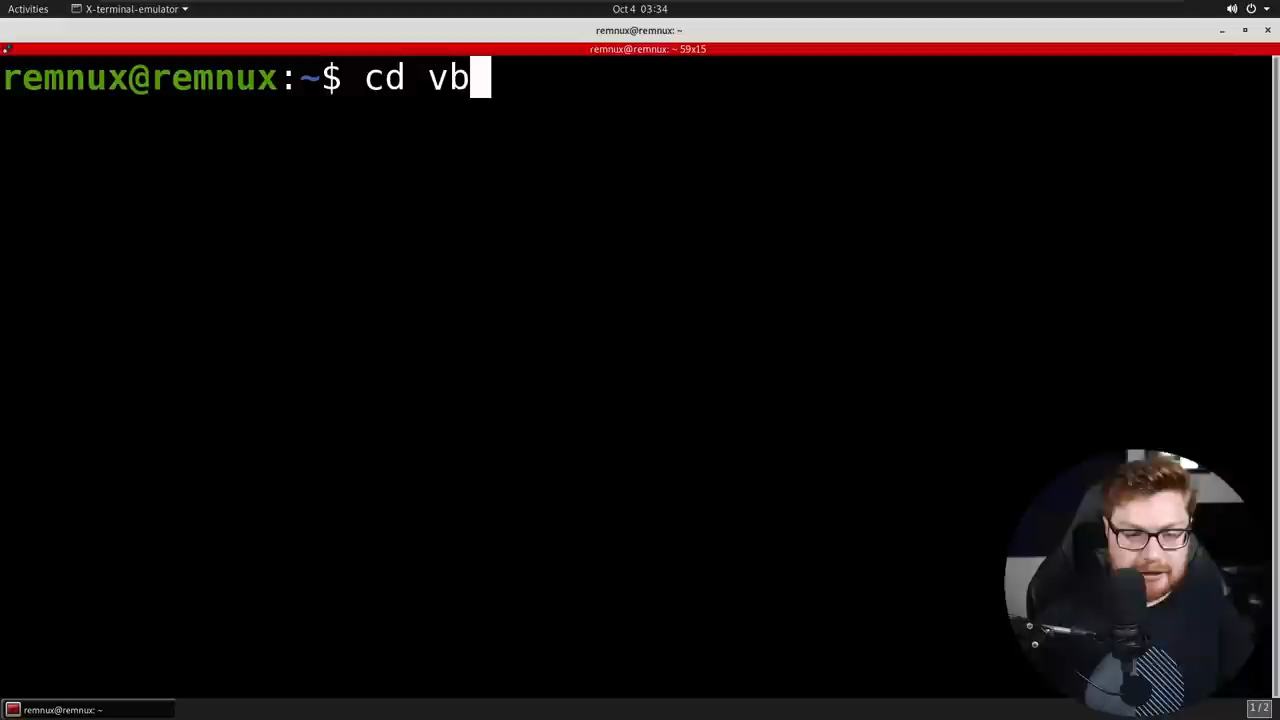 Activities
X-terminal-emulator
Oct 4 03:34
remnux@remnux: ~
remnux@remnux: ~ 59x15
remnux@remnux:~$ cd vb
remnux@remnux: ~
1 / 2